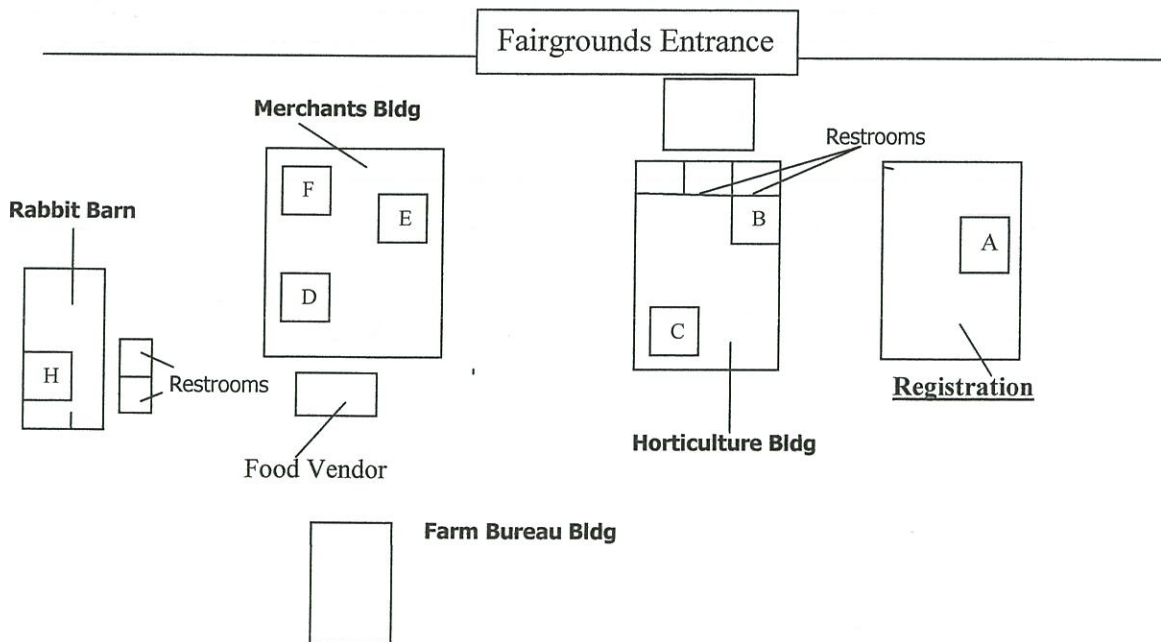 Fairgrounds Entrance
Merchants Bldg
Restrooms
Rabbit Barn
F
E
B
A
D
C
H
Restrooms
Registration
Horticulture Bldg
Food Vendor
Farm Bureau Bldg